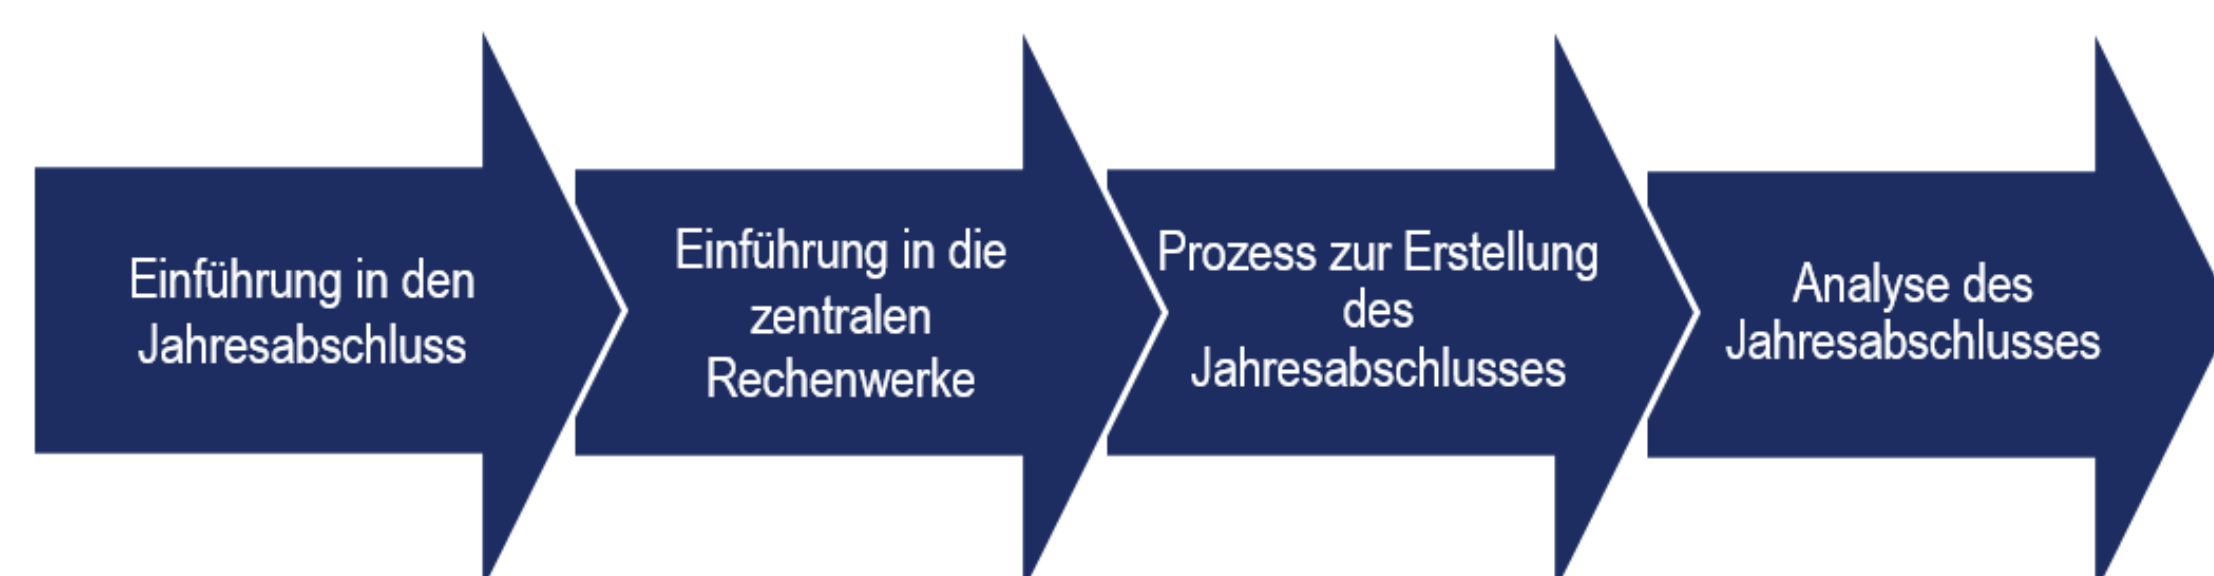 Einführung in den
Jahresabschluss
Einführung in die
zentralen
Rechenwerke
Prozess zur Erstellung
des
Jahresabschlusses
Analyse des
Jahresabschlusses